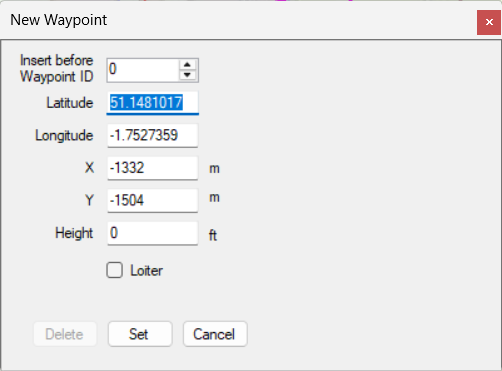 New Waypoint
Insert before
Waypoint ID
0
Latitude
51.1481017
Longitude
-1.7527359
X
-1332
m
Y
-1504
m
Height
0
ft
Loiter
Delete
Set
Cancel